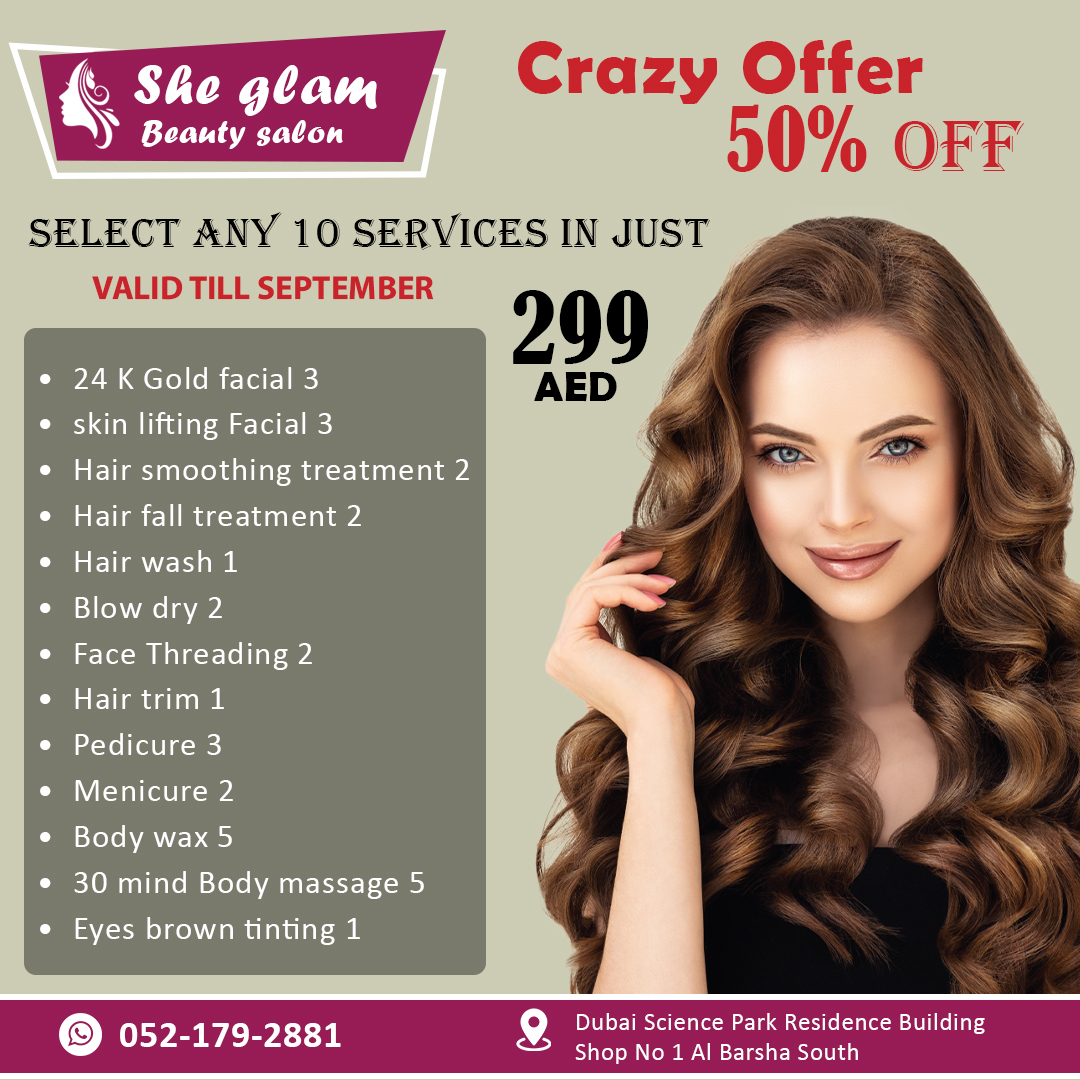 She glam
Beauty salon
Crazy Offer
50% OFF
SELECT ANY 10 SERVICES IN JUST
VALID TILL SEPTEMBER
299
AED
• 24 K Gold facial 3
• skin lifting Facial 3
• Hair smoothing treatment 2
• Hair fall treatment 2
• Hair wash 1
• Blow dry 2
• Face Threading 2
• Hair trim 1
• Pedicure 3
• Menicure 2
• Body wax 5
• 30 mind Body massage 5
• Eyes brown tinting 1
052-179-2881
Dubai Science Park Residence Building
Shop No 1 Al Barsha South